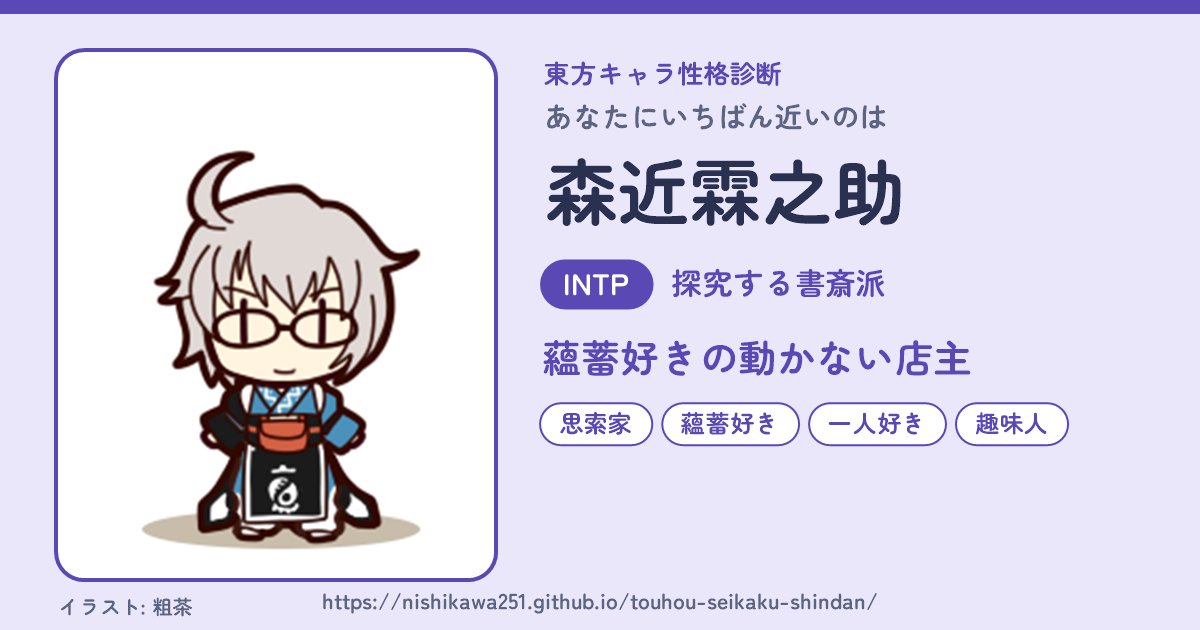 東方キャラ性格診断
あなたにいちばん近いのは
森近霖之助
INTP 探究する書斎派
蘊蓄好きの動かない店主
思索家 蘊蓄好き 一人好き 趣味人
イラスト: 粗茶
https://nishikawa251.github.io/touhou-seikaku-shindan/